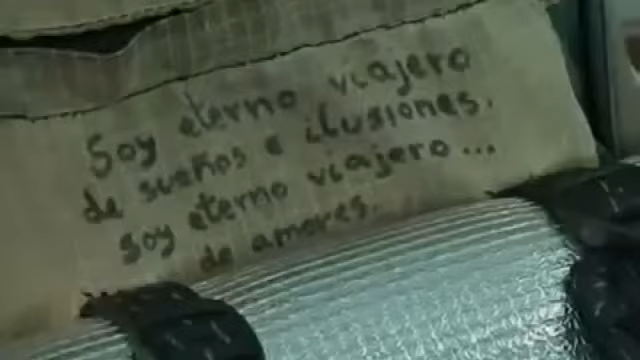 Soy eterno viajero
de sueños e ilusiones.
soy eterno viajero...
de amores.